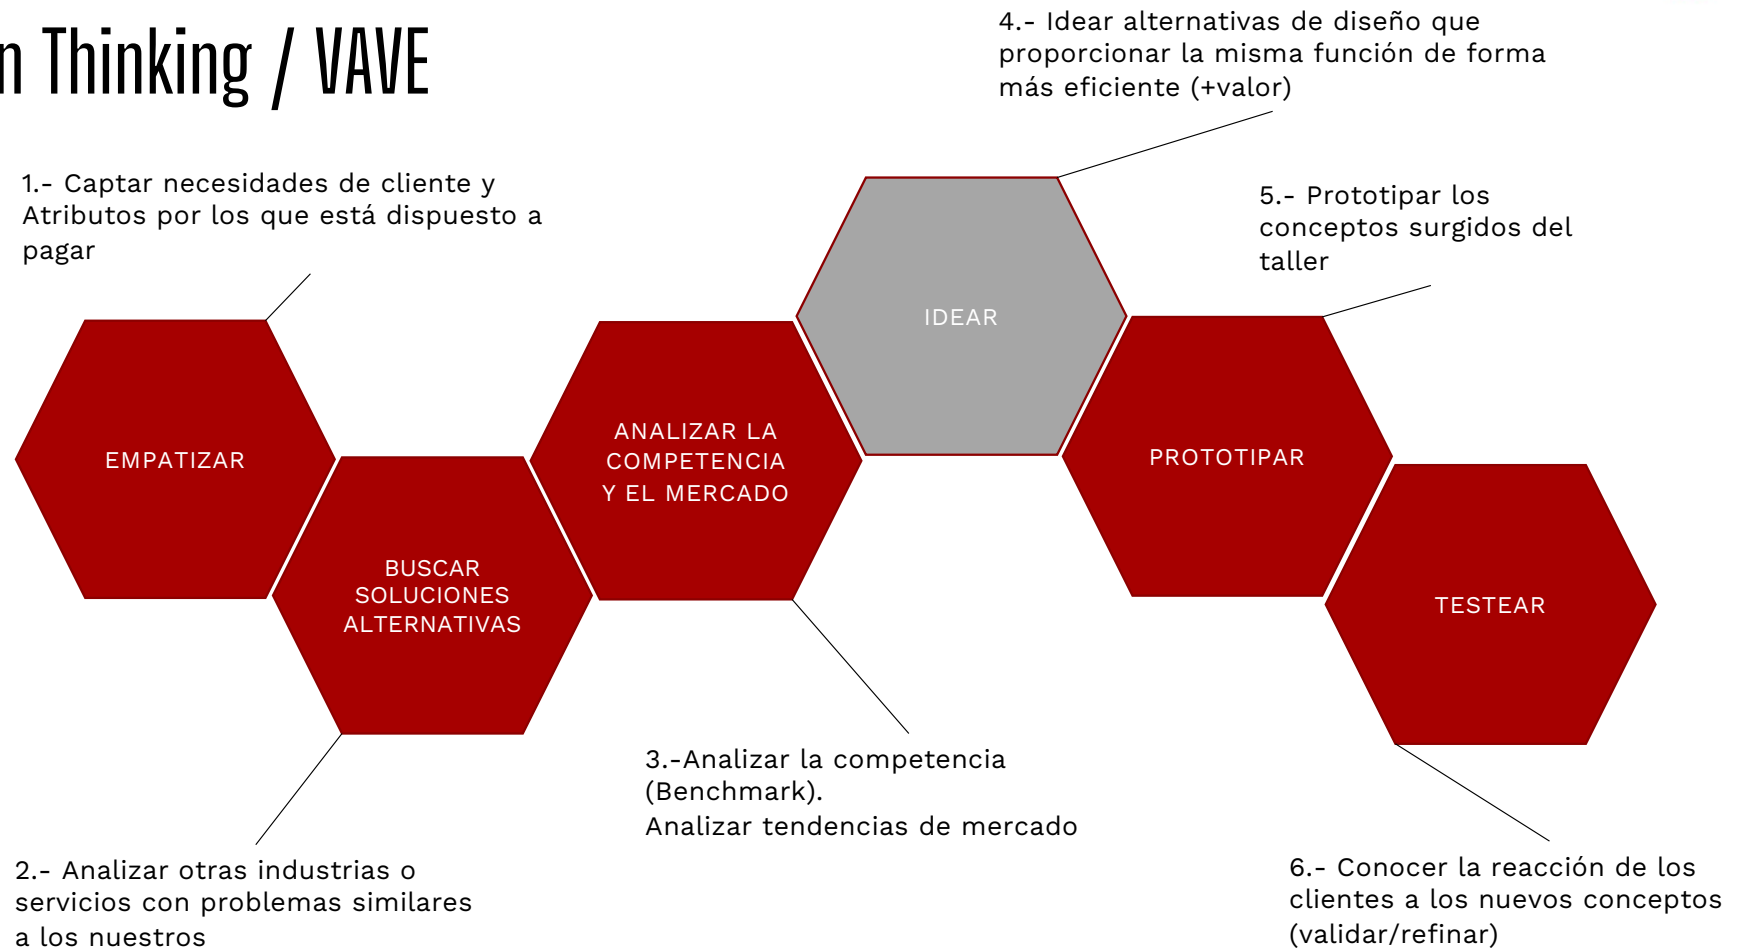 n Thinking / VAVE
1.- Captar necesidades de cliente y
Atributos por los que está dispuesto a
pagar
EMPATIZAR
BUSCAR
SOLUCIONES
ALTERNATIVAS
2.- Analizar otras industrias o
servicios con problemas similares
a los nuestros
ANALIZAR LA
COMPETENCIA
Y EL MERCADO
3.-Analizar la competencia
(Benchmark).
Analizar tendencias de mercado
4.- Idear alternativas de diseño que
proporcionar la misma función de forma
más eficiente (+valor)
IDEAR
5.- Prototipar los
conceptos surgidos del
taller
PROTOTIPAR
TESTEAR
6.- Conocer la reacción de los
clientes a los nuevos conceptos
(validar/refinar)